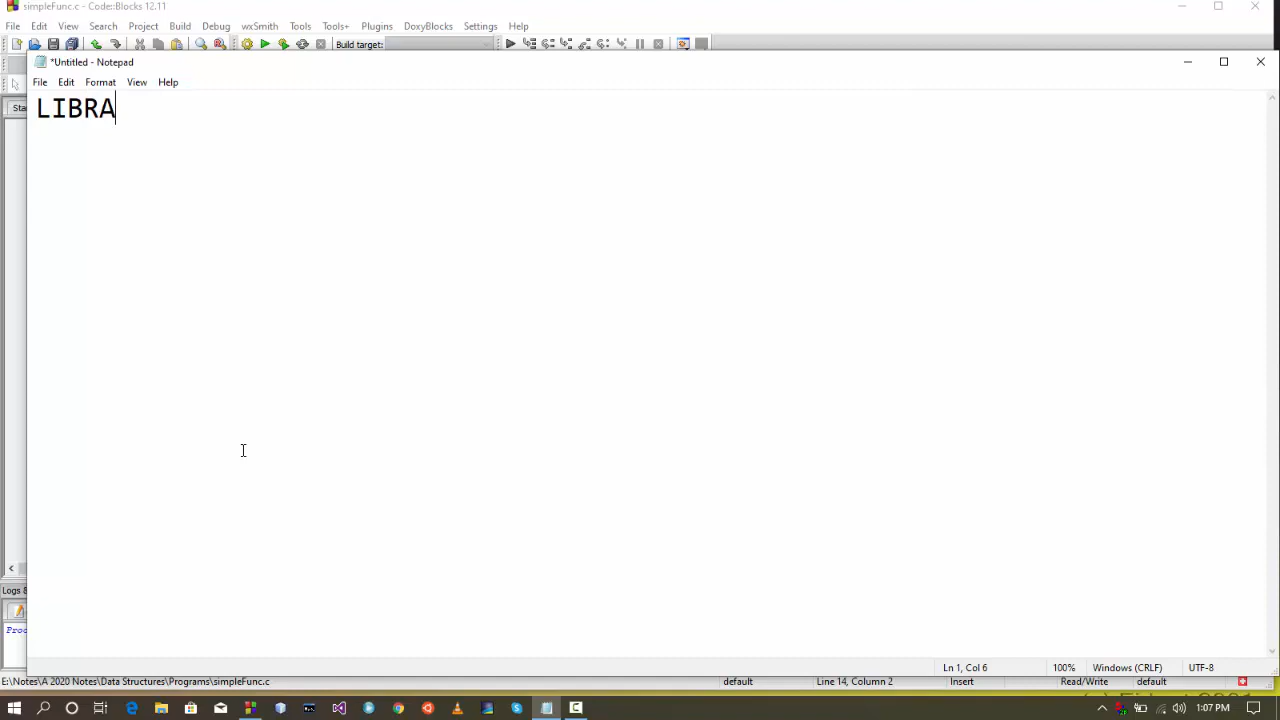 simpleFunc.c - Code::Blocks 12.11
File Edit View Search Project Build Debug wxSmith Tools Tools+ Plugins DoxyBlocks Settings Help
Build target:
*Untitled - Notepad
File Edit Format View Help
Sta
LIBRA
Logs &
Proc
Ln 1, Col 6 100% Windows (CRLF) UTF-8
E:\Notes\A 2020 Notes\Data Structures\Programs\simpleFunc.c default Line 14, Column 2 Insert Read/Write default
1:07 PM